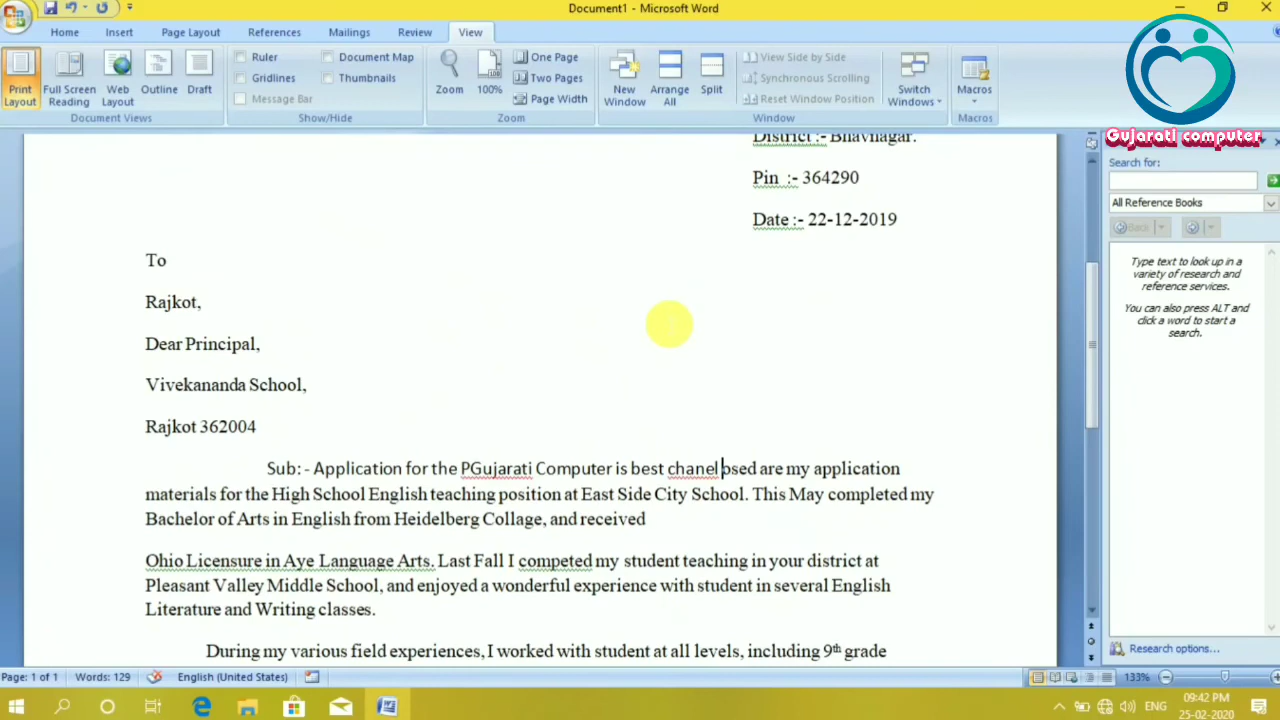 Document1 - Microsoft Word
Home Insert Page Layout References Mailings Review View
Print Layout
Full Screen Reading
Web Layout
Outline
Draft
Document Views
Ruler
Gridlines
Message Bar
Document Map
Thumbnails
Show/Hide
Zoom
100%
One Page
Two Pages
Page Width
Zoom
New Window
Arrange All
Split
View Side by Side
Synchronous Scrolling
Reset Window Position
Window
Switch Windows
Macros
Macros
Gujarati computer
District :- Bhavnagar.
Pin :- 364290
Date :- 22-12-2019
To
Rajkot,
Dear Principal,
Vivekananda School,
Rajkot 362004
Sub: - Application for the PGujarati Computer is best chanel osed are my application
materials for the High School English teaching position at East Side City School. This May completed my
Bachelor of Arts in English from Heidelberg Collage, and received
Ohio Licensure in Aye Language Arts. Last Fall I competed my student teaching in your district at
Pleasant Valley Middle School, and enjoyed a wonderful experience with student in several English
Literature and Writing classes.
During my various field experiences, I worked with student at all levels, including 9th grade
Search for:
All Reference Books
Back
Type text to look up in a
variety of research and
reference services.
You can also press ALT and
click a word to start a
search.
Research options...
Page: 1 of 1 Words: 129 English (United States) 133%
ENG
09:42 PM
25-02-2020